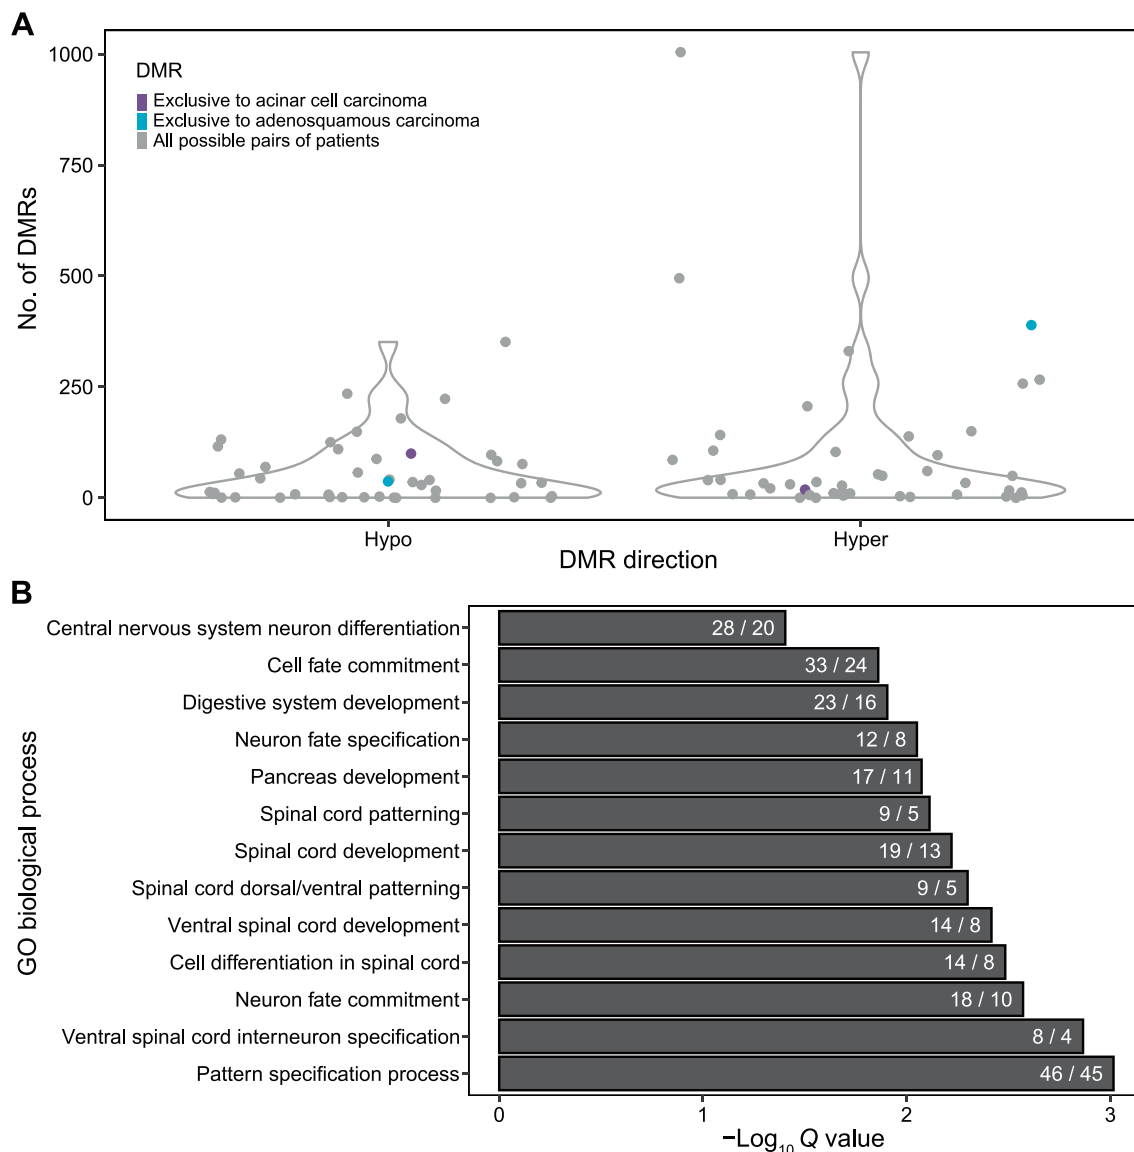 A
1000
750
500
250
0
No. of DMRs
DMR
Exclusive to acinar cell carcinoma
Exclusive to adenosquamous carcinoma
All possible pairs of patients
Hypo
Hyper
DMR direction
B
GO biological process
Central nervous system neuron differentiation
28 / 20
Cell fate commitment
33 / 24
Digestive system development
23 / 16
Neuron fate specification
12 / 8
Pancreas development
17 / 11
Spinal cord patterning
9 / 5
Spinal cord development
19 / 13
Spinal cord dorsal/ventral patterning
9 / 5
Ventral spinal cord development
14 / 8
Cell differentiation in spinal cord
14 / 8
Neuron fate commitment
18 / 10
Ventral spinal cord interneuron specification
8 / 4
Pattern specification process
46 / 45
0
1
2
3
−Log10 Q value